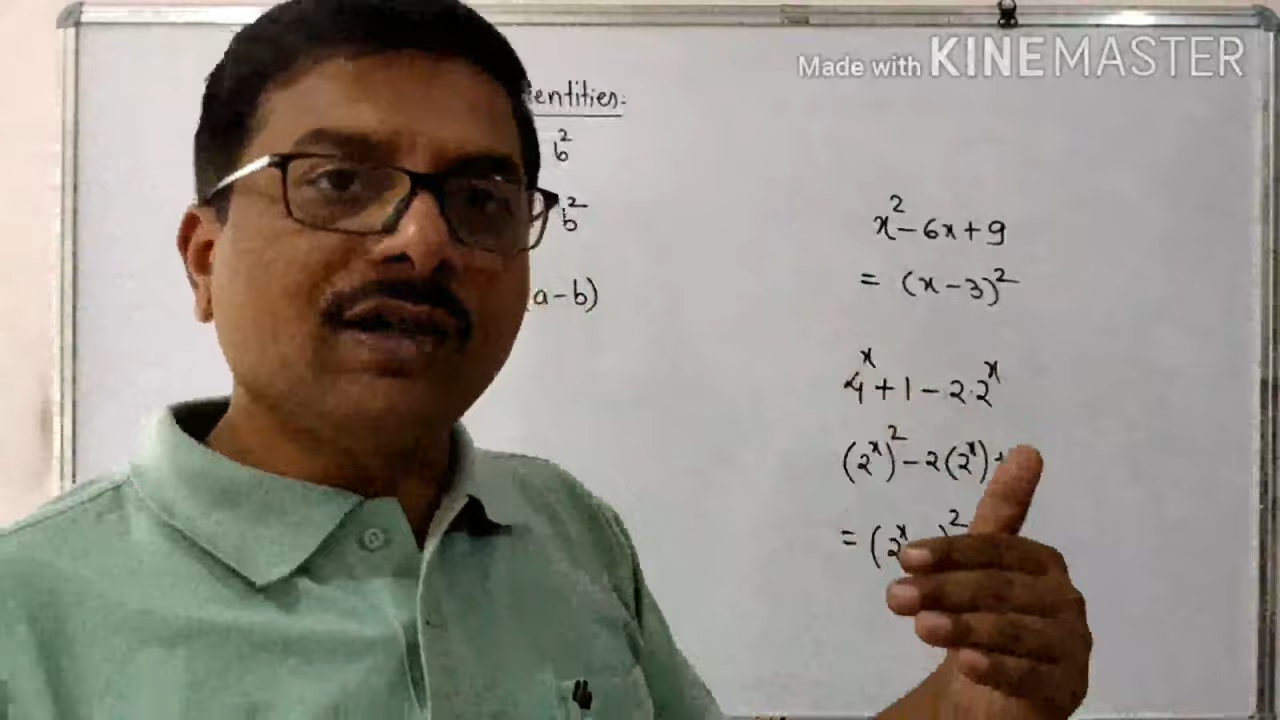 Made with KINEMASTER
entities:
b²
b²
(a-b)
x² - 6x + 9
= (x - 3)²
4ˣ + 1 - 2.2ˣ
(2ˣ)² - 2(2ˣ) +
= (2ˣ )²